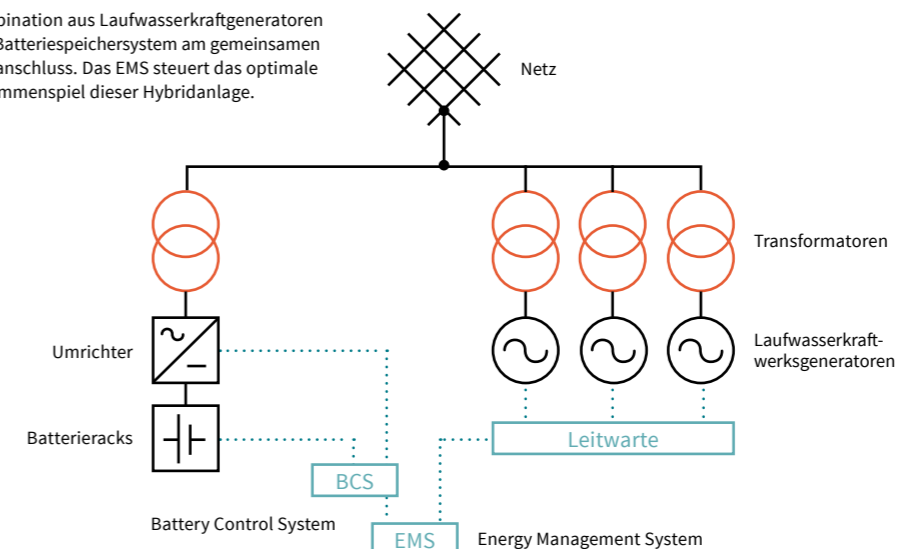 bination aus Laufwasserkraftgeneratoren
Batteriespeichersystem am gemeinsamen
anschluss. Das EMS steuert das optimale
mmenspiel dieser Hybridanlage.
Netz
Transformatoren
Umrichter
Laufwasserkraft-
werksgeneratoren
Batterieracks
Leitwarte
BCS
Battery Control System
EMS
Energy Management System